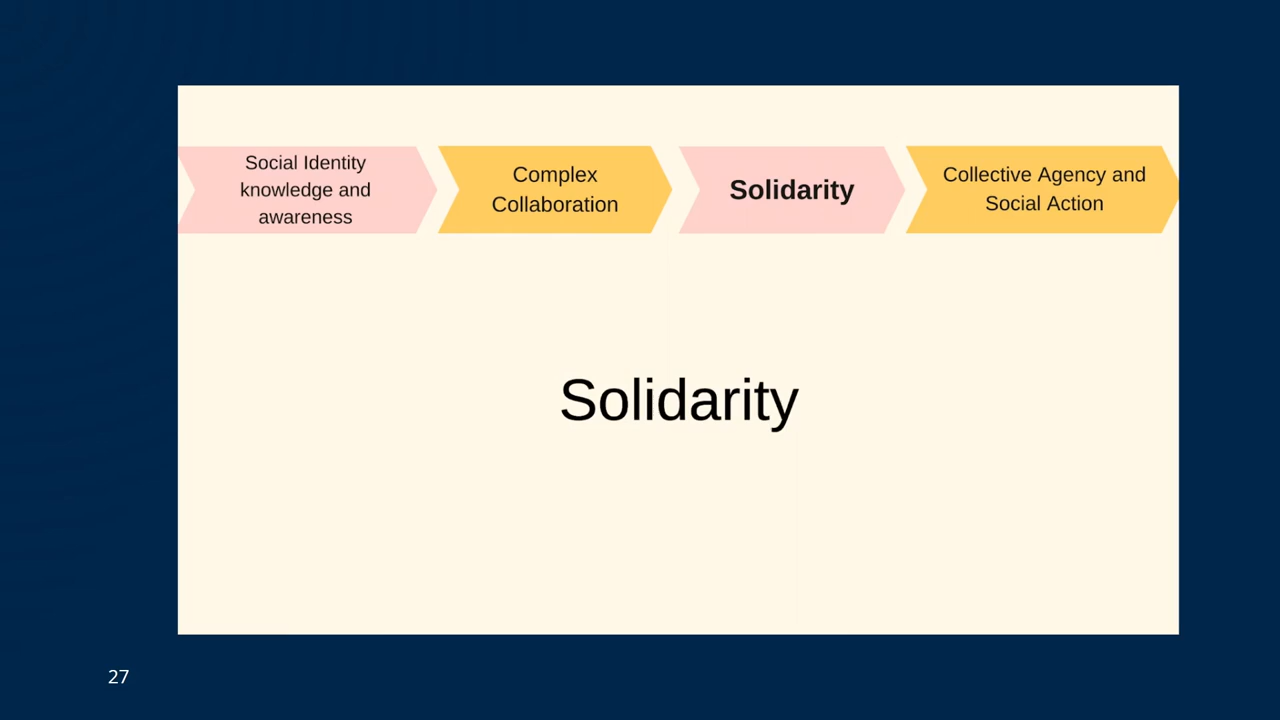 Social Identity
knowledge and
awareness
Complex
Collaboration
Solidarity
Collective Agency and
Social Action
Solidarity
27